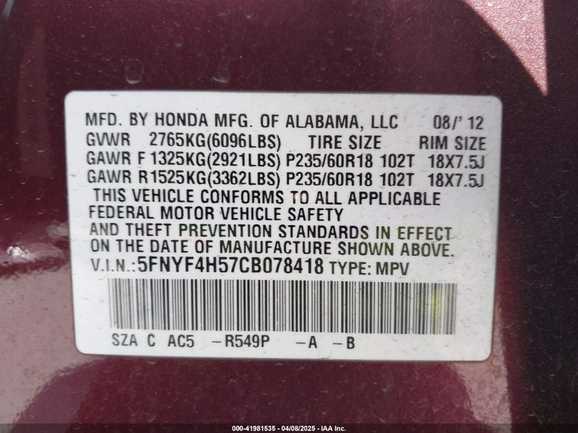 MFD. BY HONDA MFG. OF ALABAMA, LLC 08/'12
GVWR 2765KG(6096LBS) TIRE SIZE RIM SIZE
GAWR F 1325KG(2921LBS) P235/60R18 102T 18X7.5J
GAWR R1525KG(3362LBS) P235/60R18 102T 18X7.5J
THIS VEHICLE CONFORMS TO ALL APPLICABLE
FEDERAL MOTOR VEHICLE SAFETY
AND THEFT PREVENTION STANDARDS IN EFFECT
ON THE DATE OF MANUFACTURE SHOWN ABOVE.
V.I.N.:5FNYF4H57CB078418 TYPE: MPV
SZA C AC5 -R549P -A -B
000-41981535 - 04/08/2025 - IAA Inc.